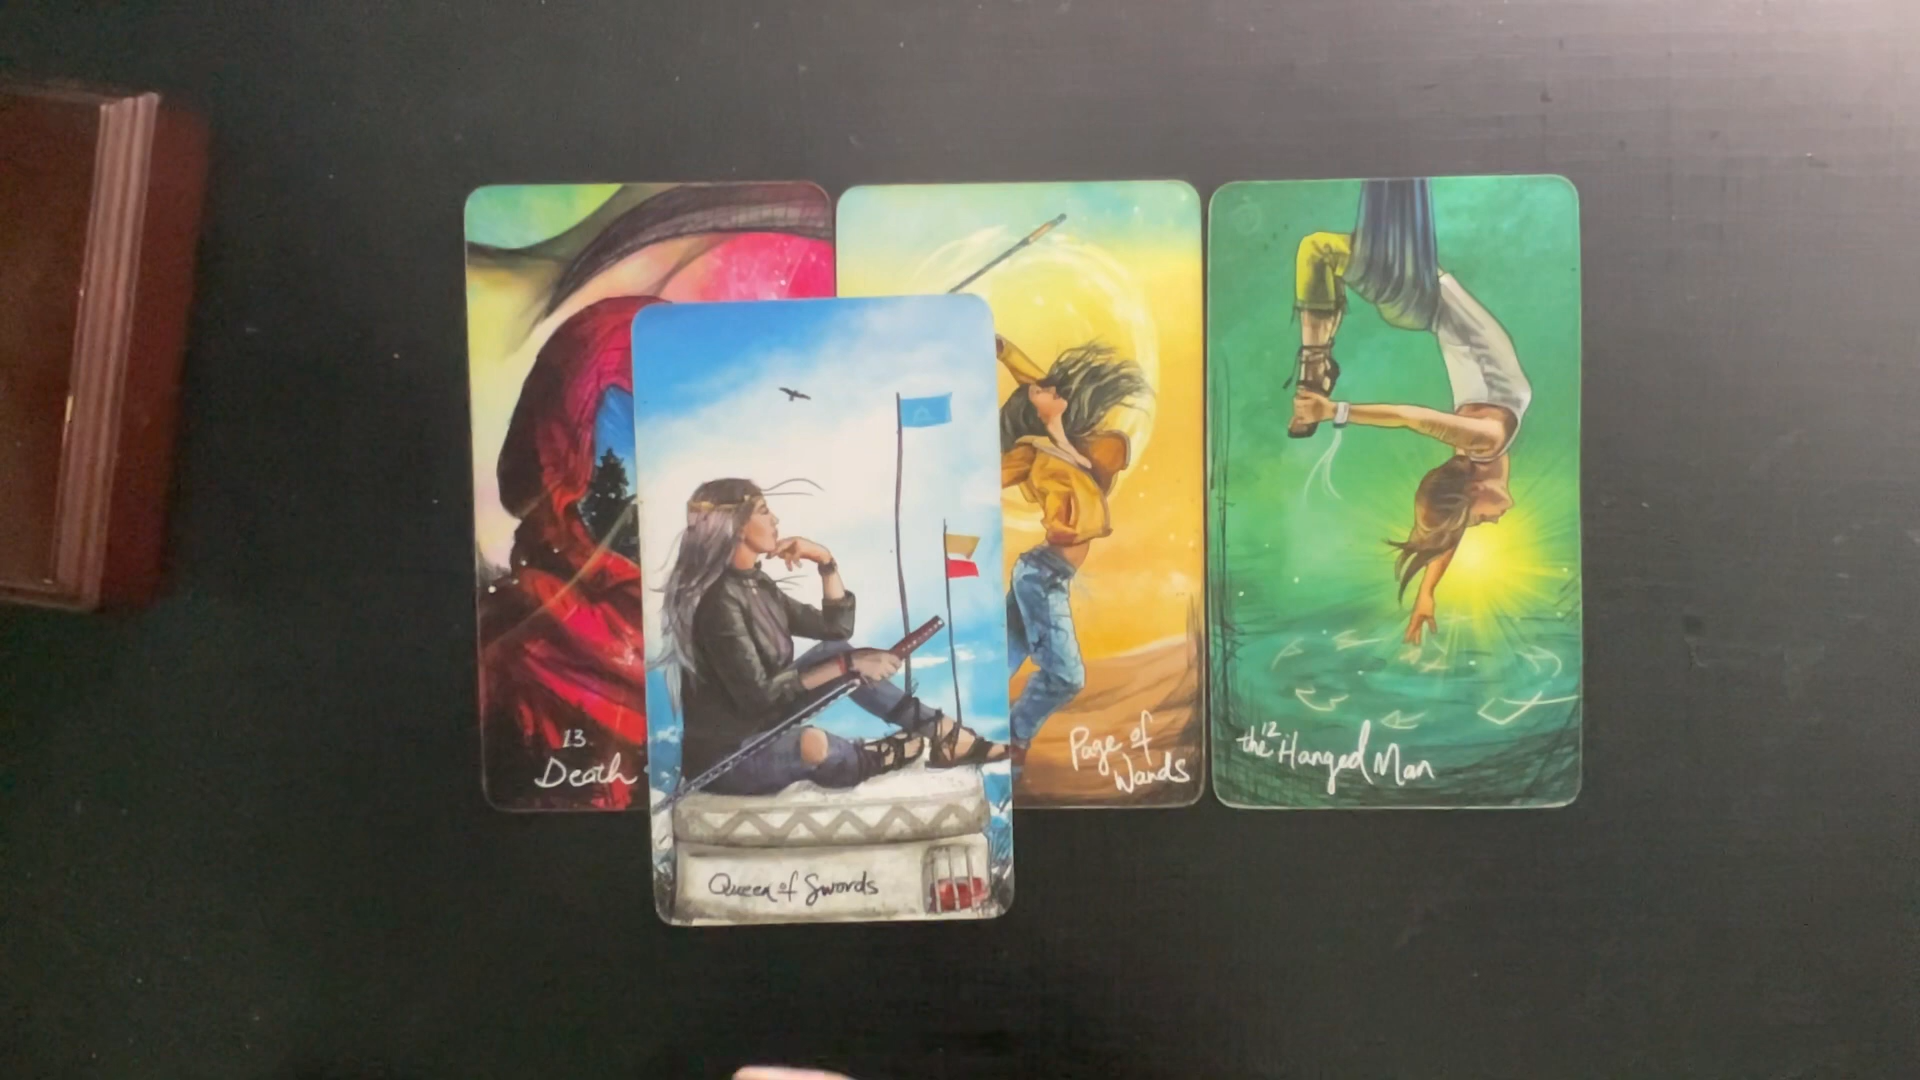 13
Death
Page of
Wands
12
the Hanged Man
Queen of Swords